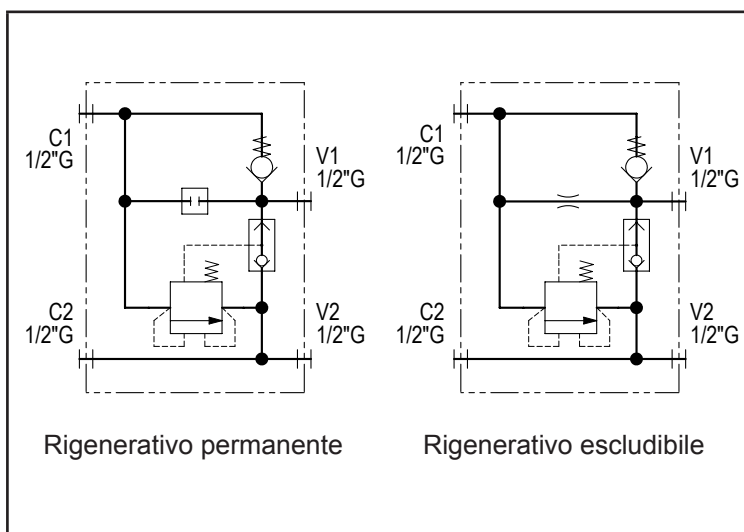 C1
1/2"G
V1
1/2"G
C2
1/2"G
V2
1/2"G
Rigenerativo permanente
C1
1/2"G
V1
1/2"G
C2
1/2"G
V2
1/2"G
Rigenerativo escludibile